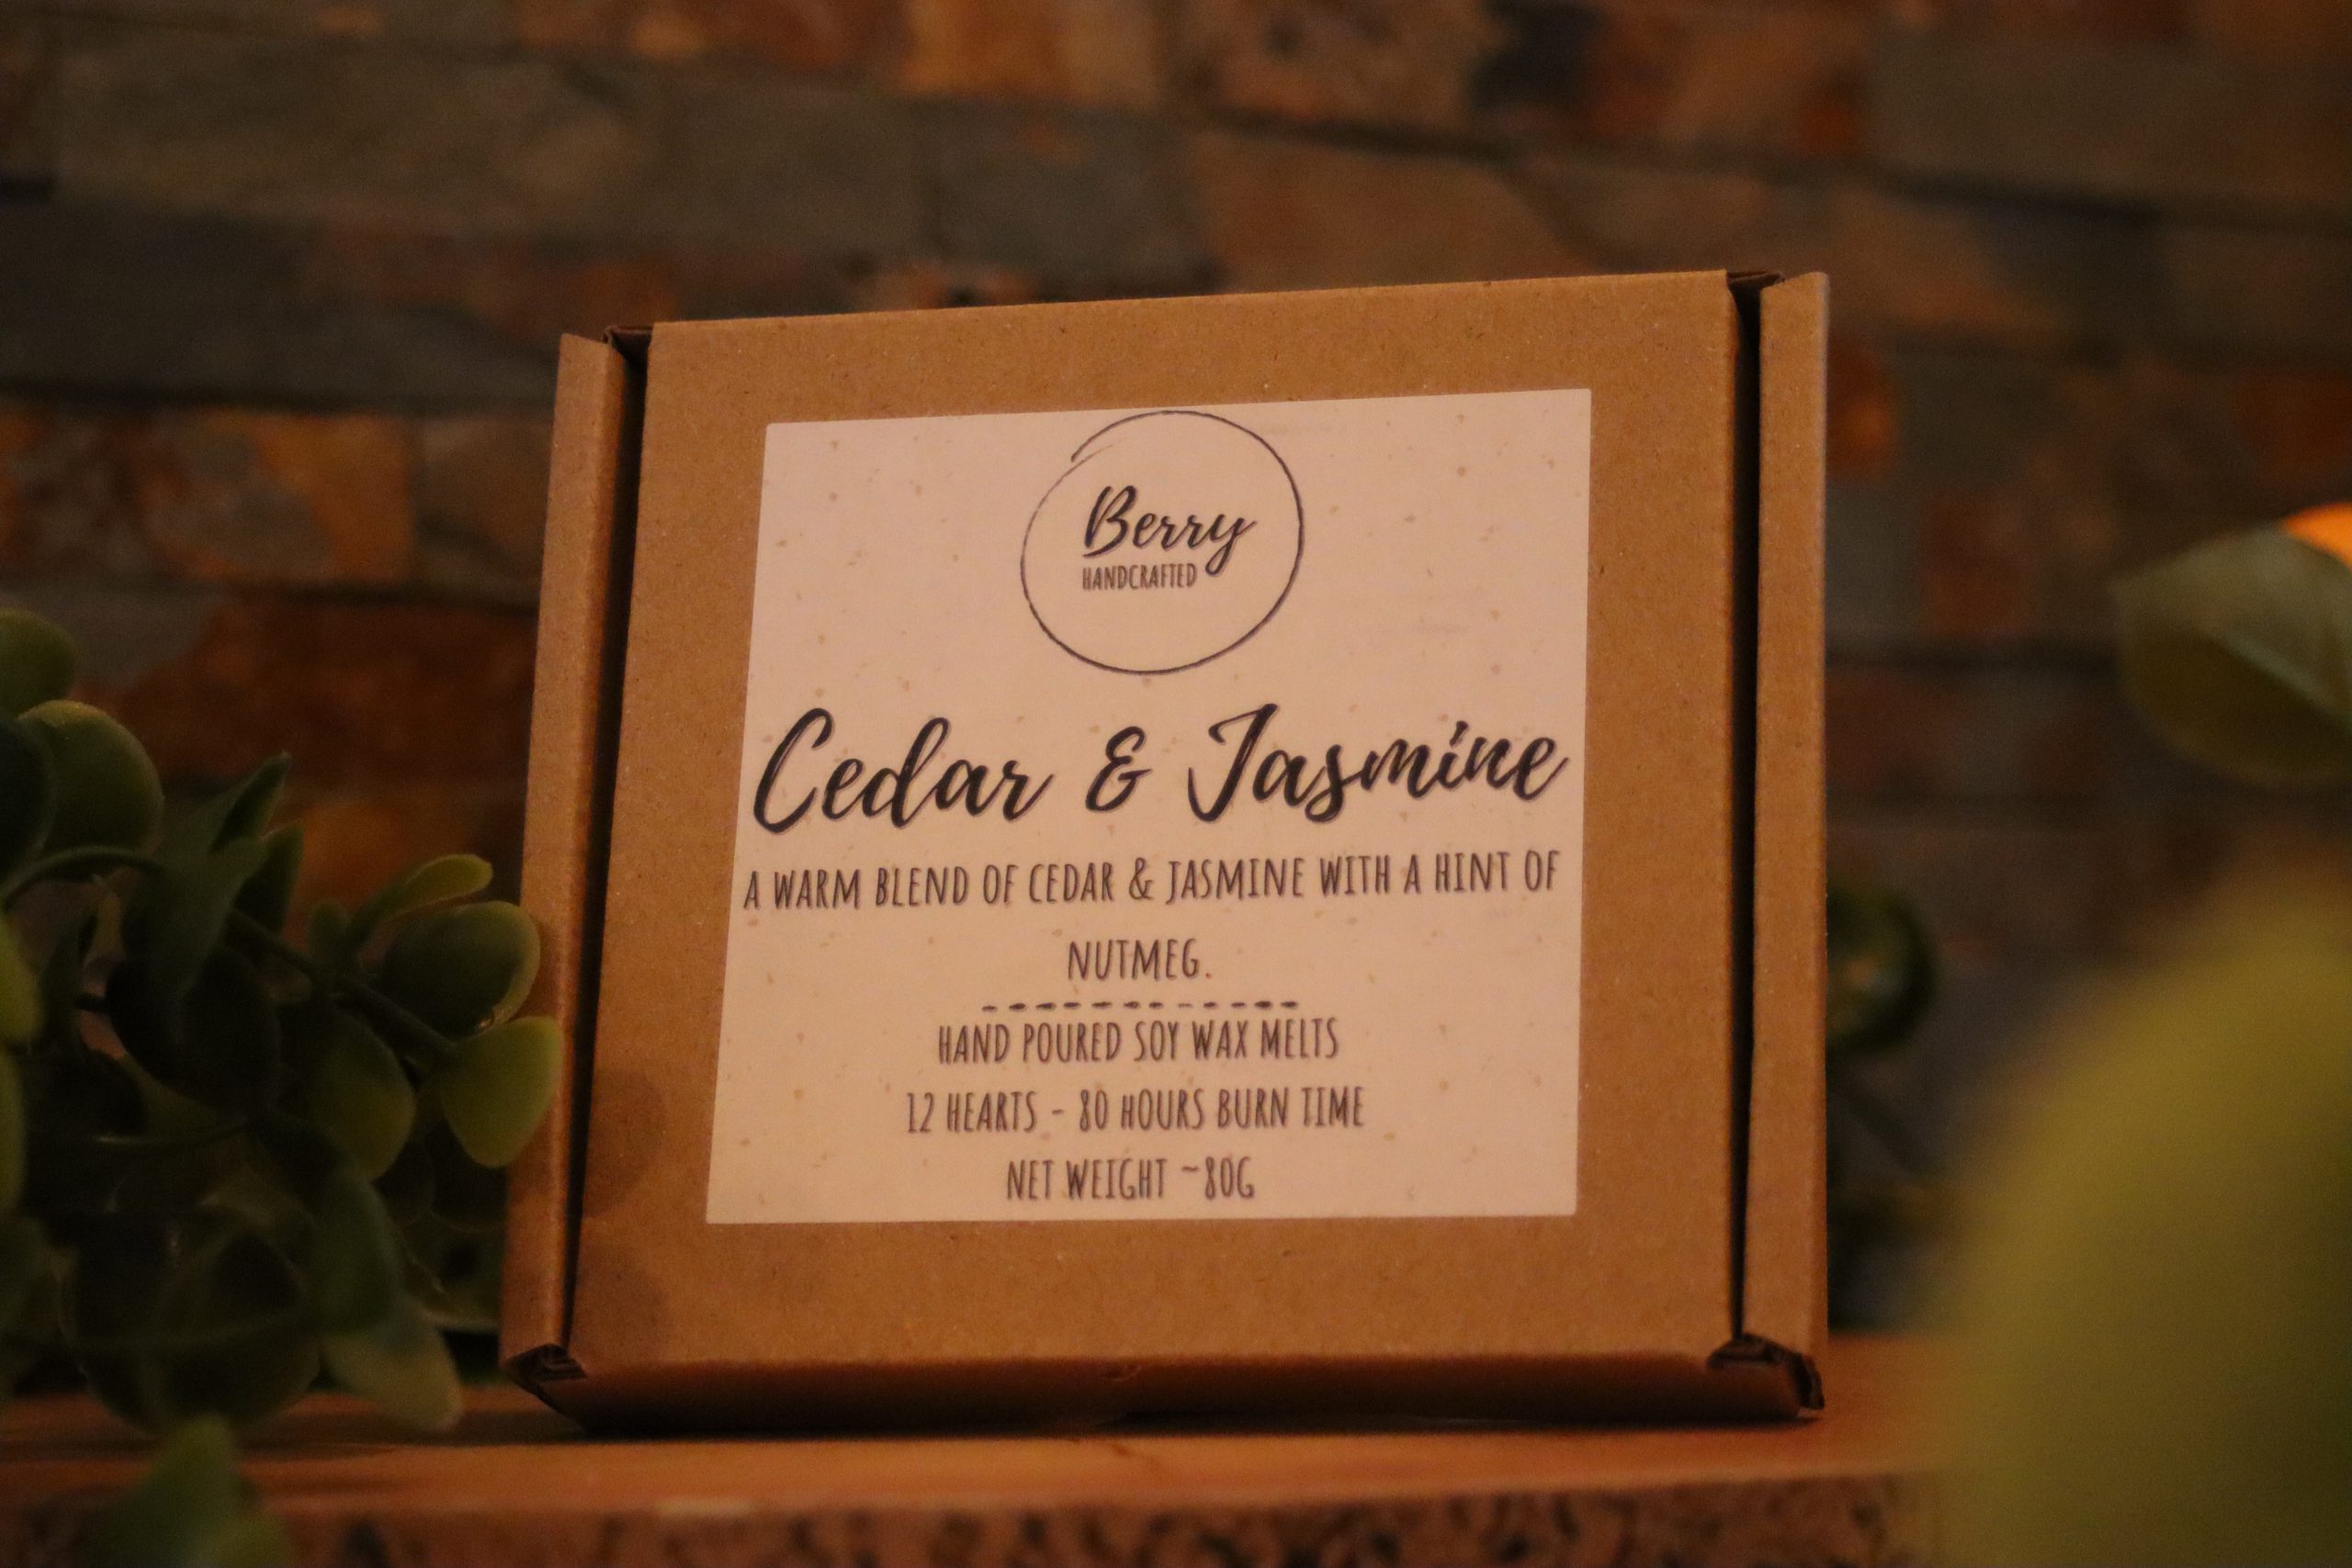 Berry
HANDCRAFTED
Cedar & Jasmine
A WARM BLEND OF CEDAR & JASMINE WITH A HINT OF
NUTMEG.
HAND POURED SOY WAX MELTS
12 HEARTS - 80 HOURS BURN TIME
NET WEIGHT ~80G